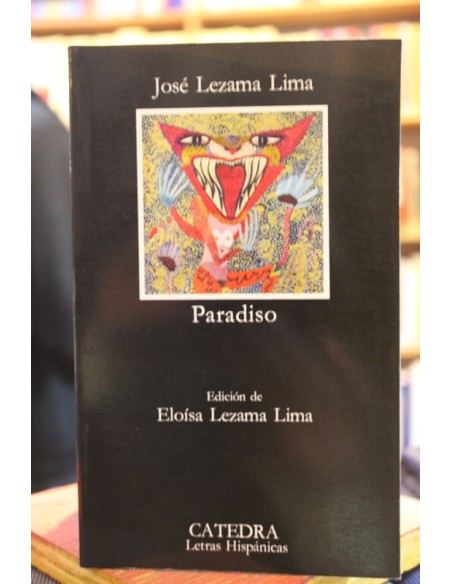 José Lezama Lima
Paradiso
Edición de
Eloísa Lezama Lima
CATEDRA
Letras Hispánicas